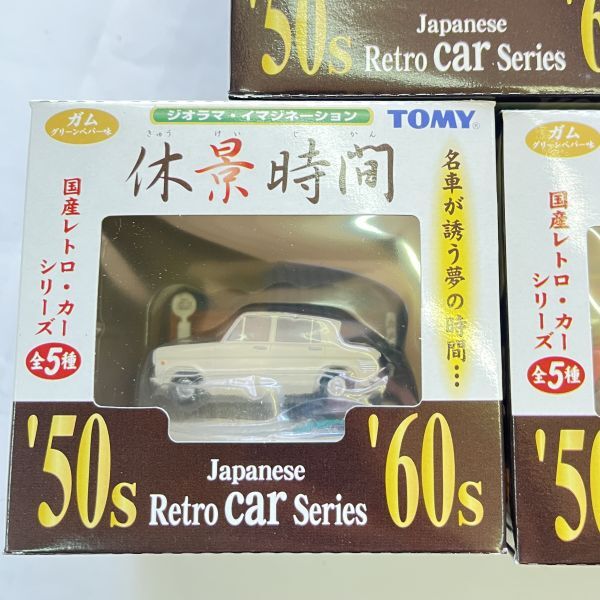 '50s
Japanese
Retro car Series
'6
ガム
グリーンペパー味
ジオラマ・イマジネーション
TOMY®
きゅう けい じ かん
休景時間
国産レトロ・カー
シリーズ
全5種
名車が誘う夢の時間…
'50s
Japanese
Retro car Series
'60s
ガム
グリーンペパー味
国産レトロ・カー
シリーズ
全5種
'50